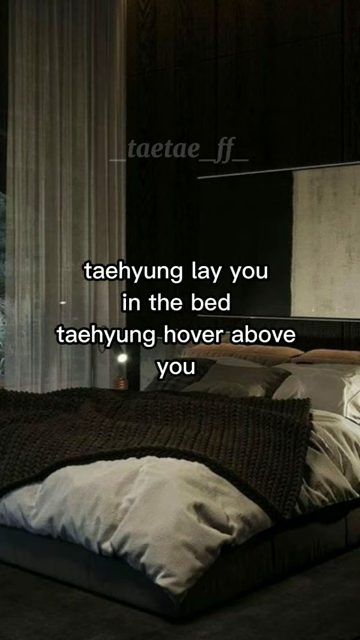 _taetae_ff_
taehyung lay you
in the bed
taehyung hover above
you